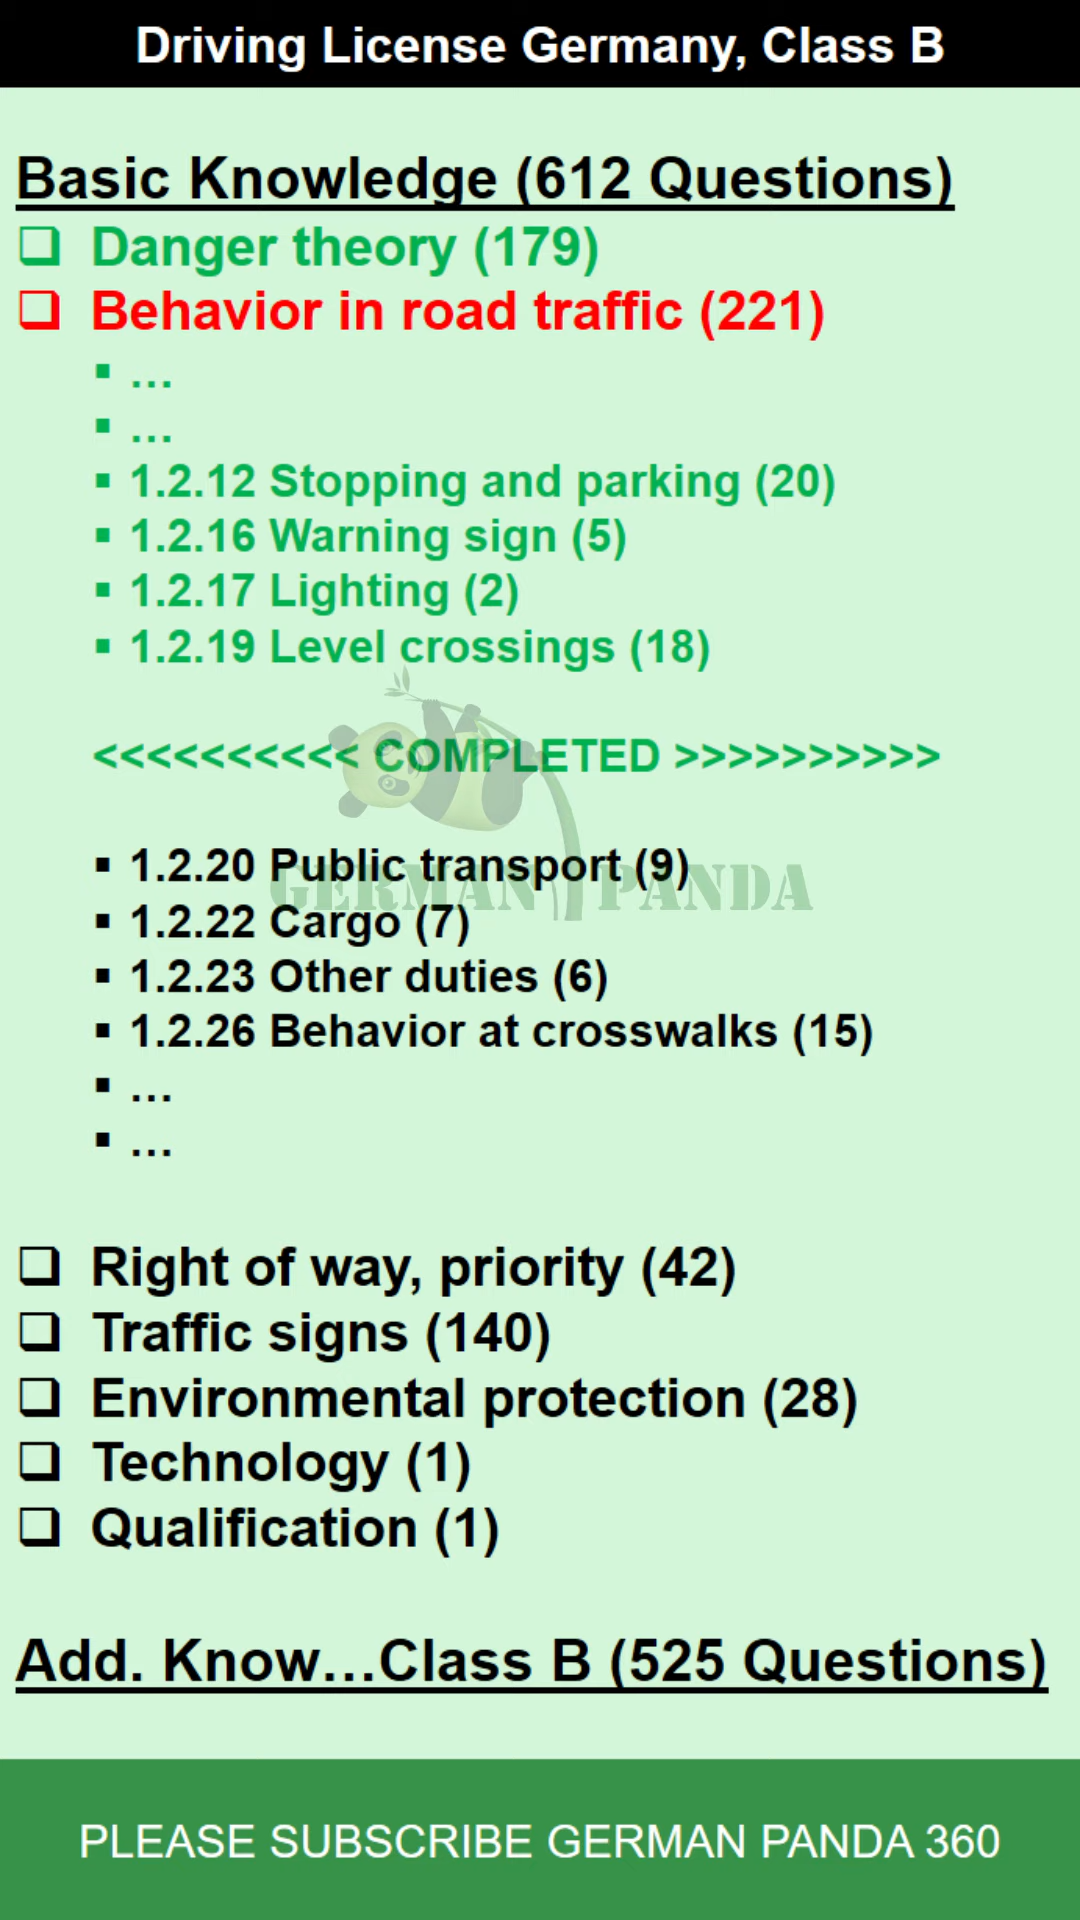 Driving License Germany, Class B
Basic Knowledge (612 Questions)
❑ Danger theory (179)
❑ Behavior in road traffic (221)
▪ …
▪ …
▪ 1.2.12 Stopping and parking (20)
▪ 1.2.16 Warning sign (5)
▪ 1.2.17 Lighting (2)
▪ 1.2.19 Level crossings (18)
<<<<<<<<<< COMPLETED >>>>>>>>>>
▪ 1.2.20 Public transport (9)
GERMAN PANDA
▪ 1.2.22 Cargo (7)
▪ 1.2.23 Other duties (6)
▪ 1.2.26 Behavior at crosswalks (15)
▪ …
▪ …
❑ Right of way, priority (42)
❑ Traffic signs (140)
❑ Environmental protection (28)
❑ Technology (1)
❑ Qualification (1)
Add. Know…Class B (525 Questions)
PLEASE SUBSCRIBE GERMAN PANDA 360